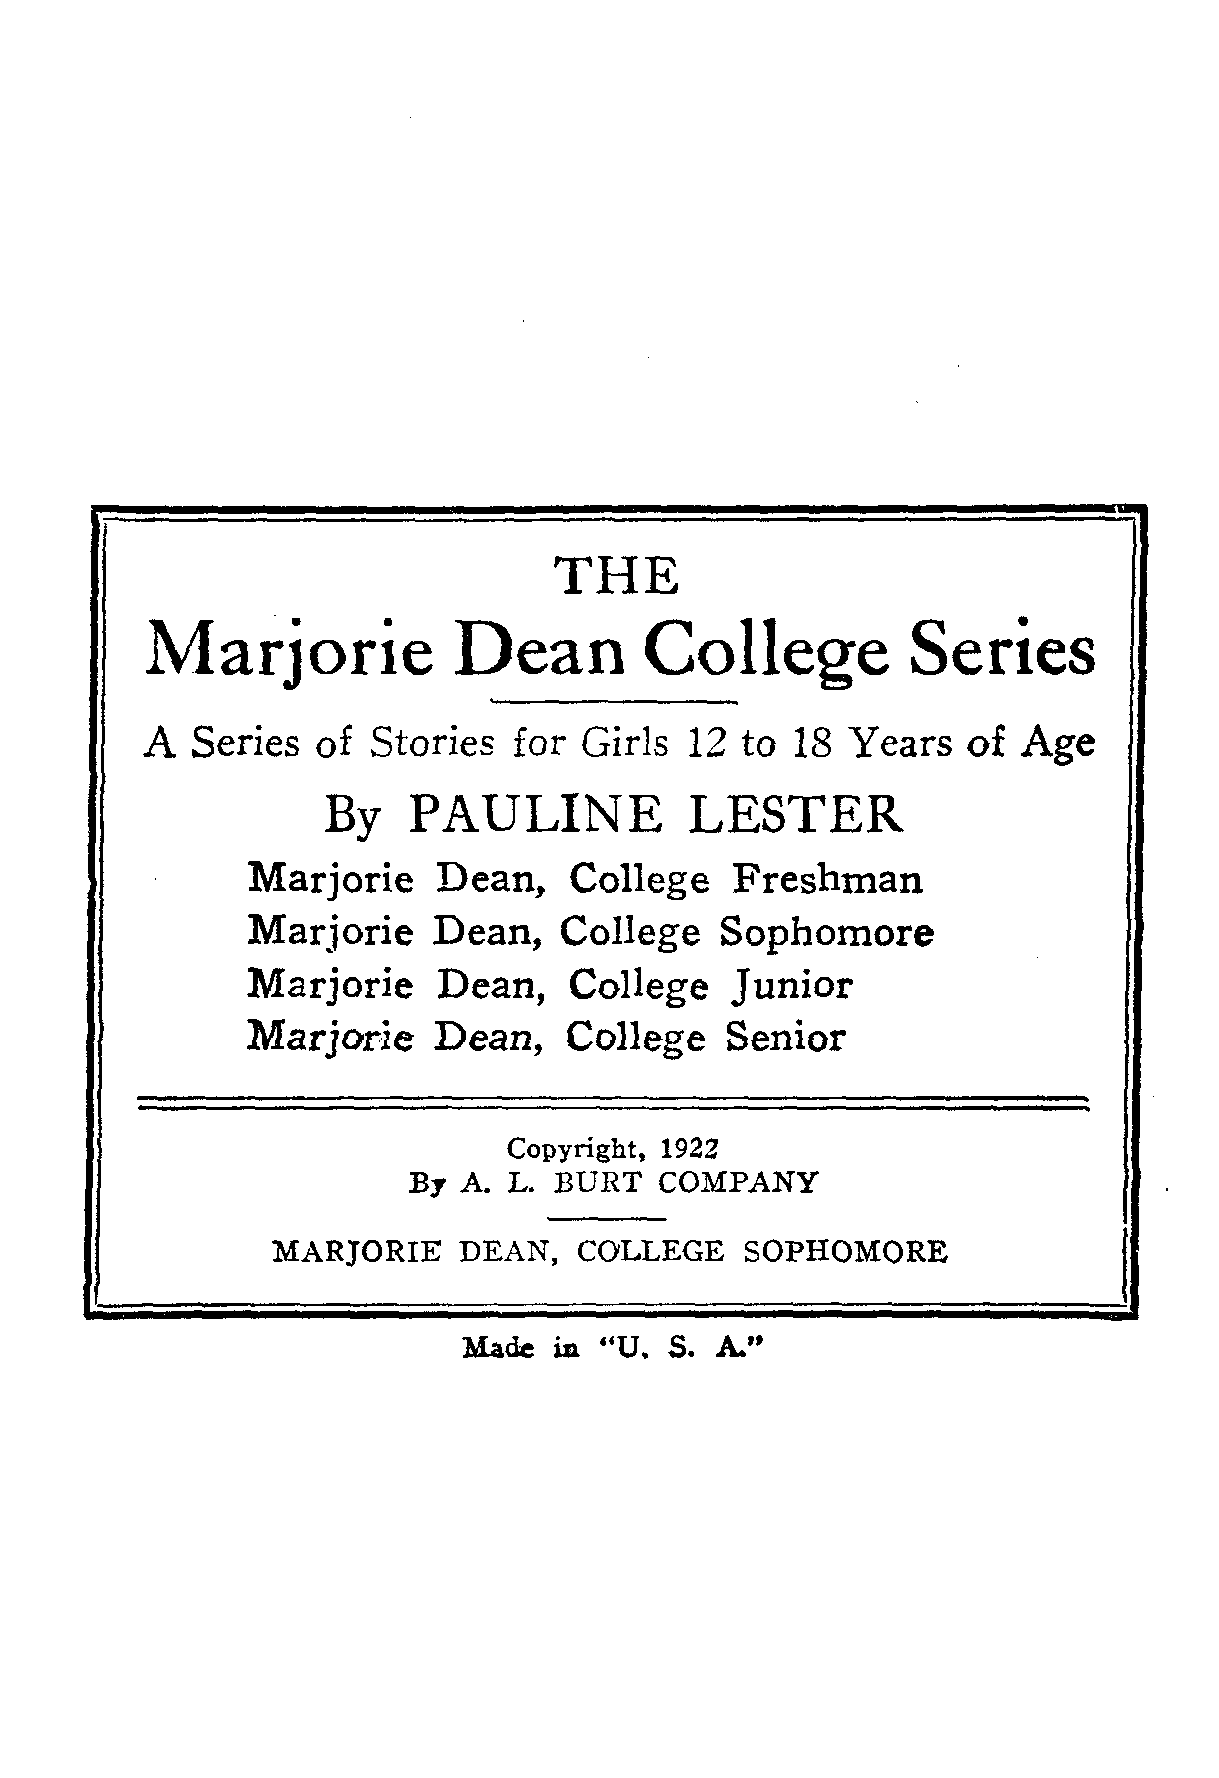 THE
Marjorie Dean College Series
A Series of Stories for Girls 12 to 18 Years of Age
By PAULINE LESTER
Marjorie Dean, College Freshman
Marjorie Dean, College Sophomore
Marjorie Dean, College Junior
Marjorie Dean, College Senior
Copyright, 1922
By A. L. BURT COMPANY
MARJORIE DEAN, COLLEGE SOPHOMORE
Made in “U. S. A.”